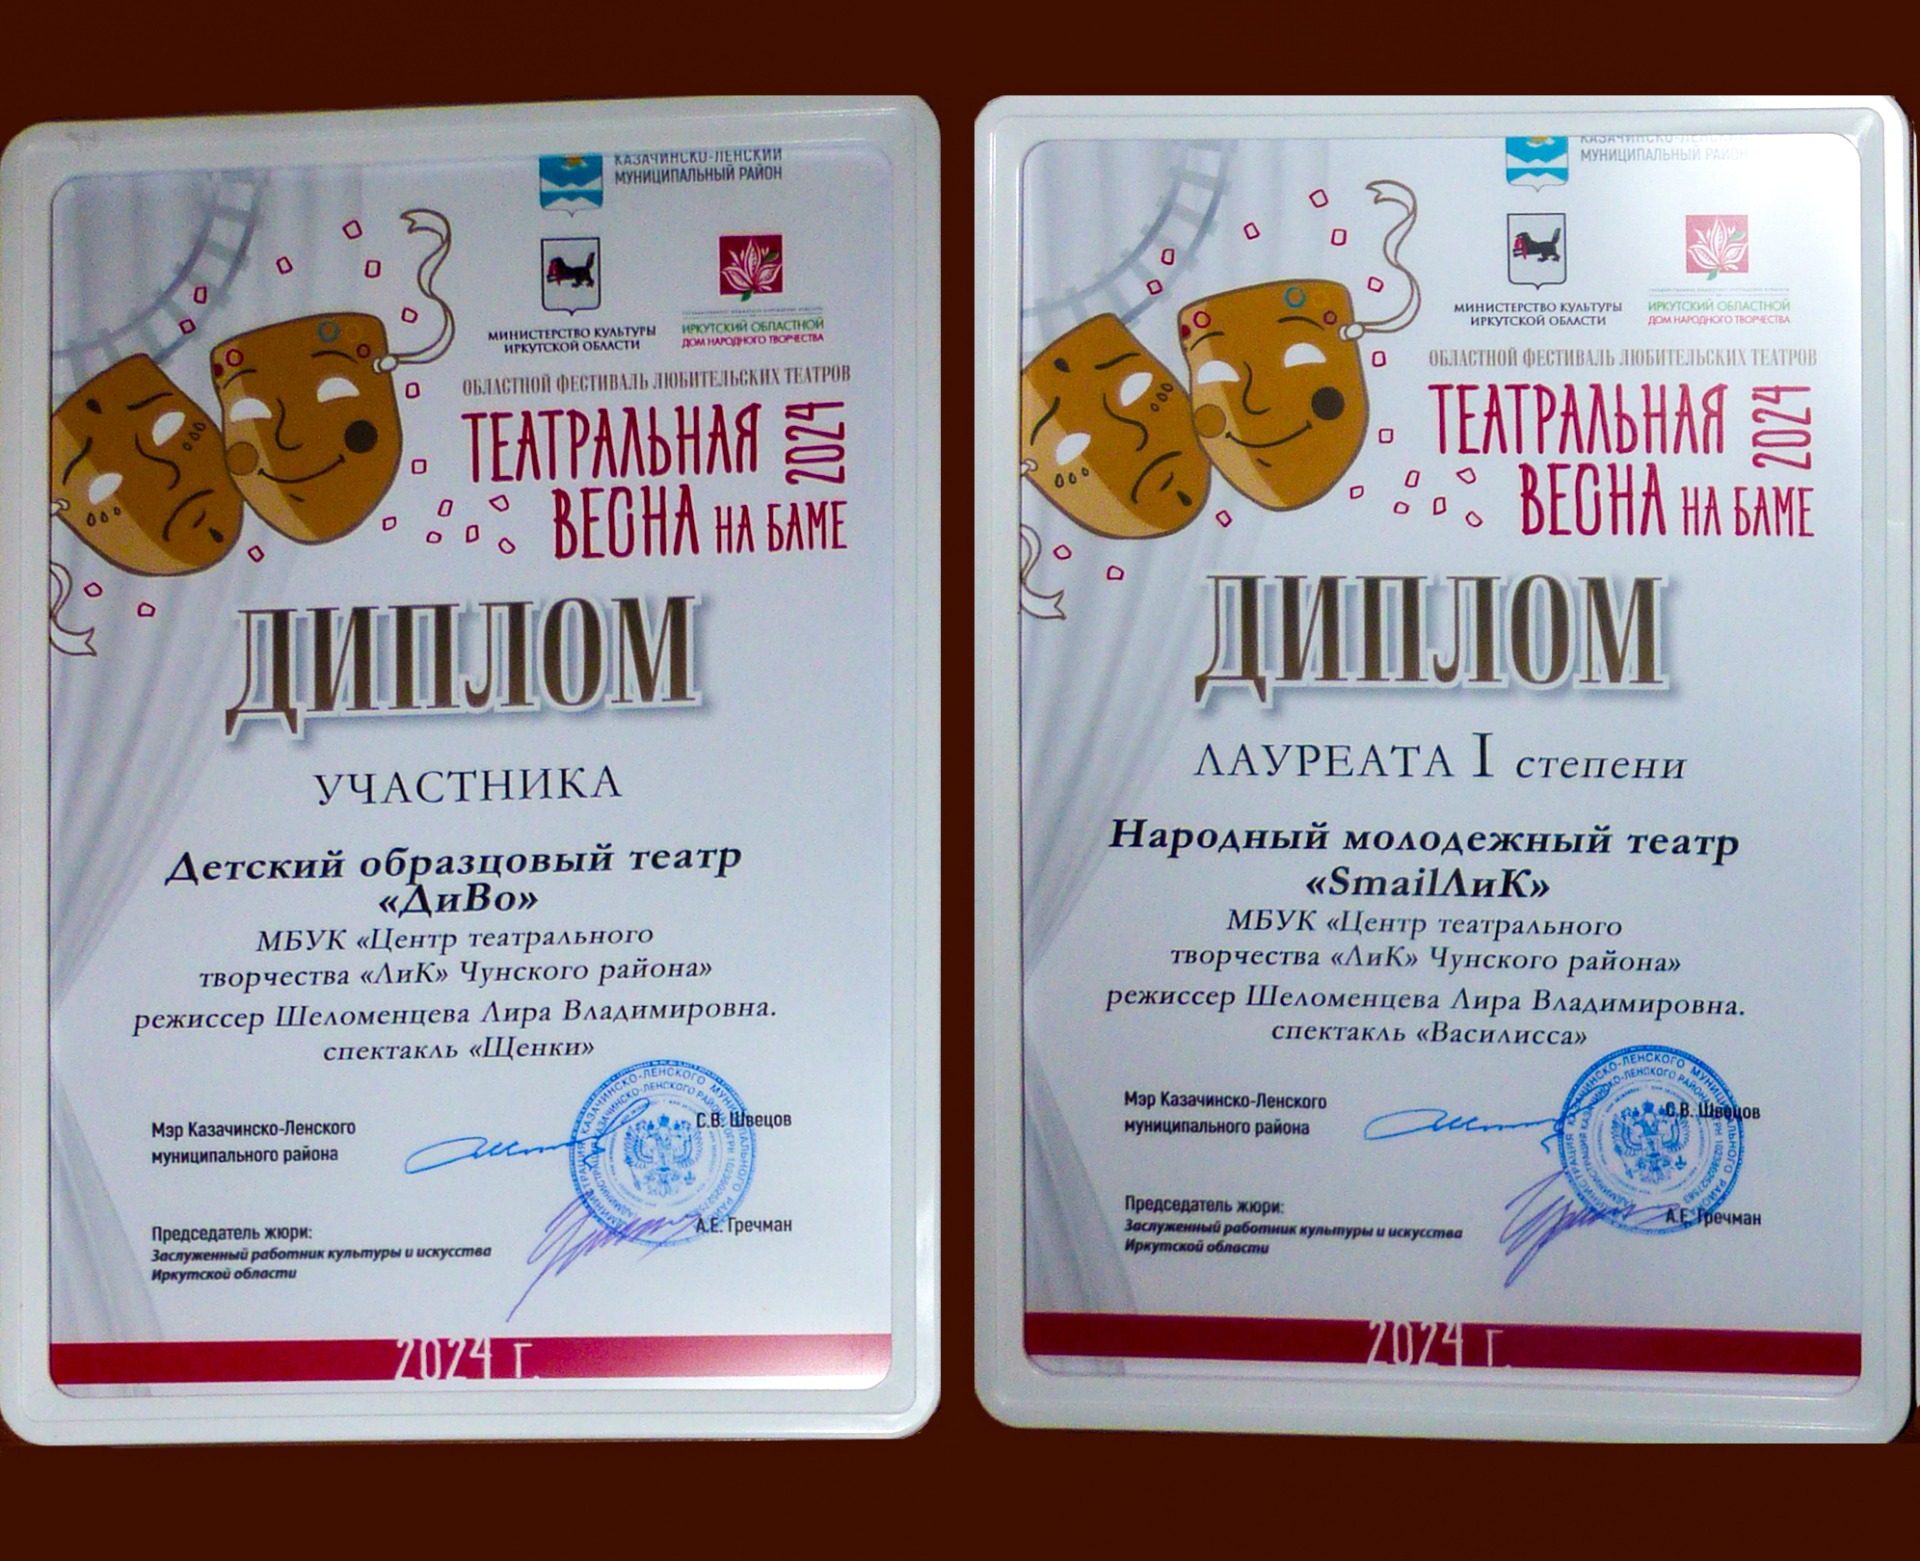 КАЗАЧИНСКО-ЛЕНСКИЙ
МУНИЦИПАЛЬНЫЙ РАЙОН
МИНИСТЕРСТВО КУЛЬТУРЫ
ИРКУТСКОЙ ОБЛАСТИ
ИРКУТСКИЙ ОБЛАСТНОЙ
ДОМ НАРОДНОГО ТВОРЧЕСТВА
ОБЛАСТНОЙ ФЕСТИВАЛЬ ЛЮБИТЕЛЬСКИХ ТЕАТРОВ
ТЕАТРАЛЬНАЯ
2024
ВЕСНА НА БАМЕ
ДИПЛОМ
УЧАСТНИКА
Детский образцовый театр
«ДиВо»
МБУК «Центр театрального
творчества «ЛиК» Чунского района»
режиссер Шеломенцева Лира Владимировна.
спектакль «Щенки»
Мэр Казачинско-Ленского
муниципального района
С.В. Швецов
Председатель жюри:
Заслуженный работник культуры и искусства
Иркутской области
А.Е. Гречман
2024 г.
КАЗАЧИНСКО-ЛЕНСКИЙ
МУНИЦИПАЛЬНЫЙ РАЙОН
МИНИСТЕРСТВО КУЛЬТУРЫ
ИРКУТСКОЙ ОБЛАСТИ
ИРКУТСКИЙ ОБЛАСТНОЙ
ДОМ НАРОДНОГО ТВОРЧЕСТВА
ОБЛАСТНОЙ ФЕСТИВАЛЬ ЛЮБИТЕЛЬСКИХ ТЕАТРОВ
ТЕАТРАЛЬНАЯ
2024
ВЕСНА НА БАМЕ
ДИПЛОМ
ЛАУРЕАТА I степени
Народный молодежный театр
«SmailЛиК»
МБУК «Центр театрального
творчества «ЛиК» Чунского района»
режиссер Шеломенцева Лира Владимировна.
спектакль «Василисса»
Мэр Казачинско-Ленского
муниципального района
С.В. Швецов
Председатель жюри:
Заслуженный работник культуры и искусства
Иркутской области
А.Е. Гречман
2024 г.